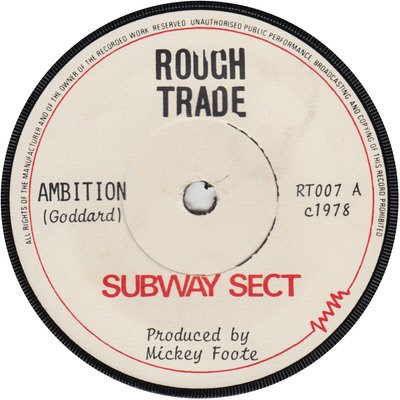 ALL RIGHTS OF THE MANUFACTURER AND OF THE OWNER OF THE RECORDED WORK RESERVED UNAUTHORISED PUBLIC PERFORMANCE, BROADCASTING AND COPYING OF THIS RECORD PROHIBITED
ROUGH
TRADE
AMBITION
(Goddard)
RT007 A
c1978
SUBWAY SECT
Produced by
Mickey Foote